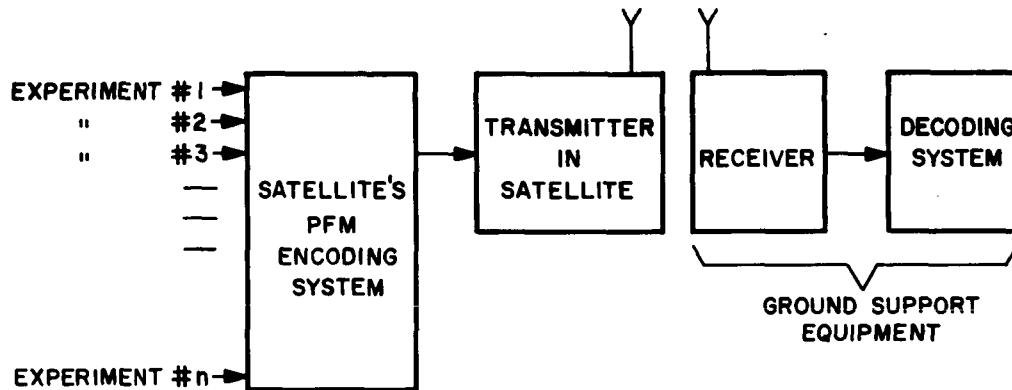 EXPERIMENT #1
" #2
" #3
EXPERIMENT #n
SATELLITE'S
PFM
ENCODING
SYSTEM
TRANSMITTER
IN
SATELLITE
RECEIVER
DECODING
SYSTEM
GROUND SUPPORT
EQUIPMENT